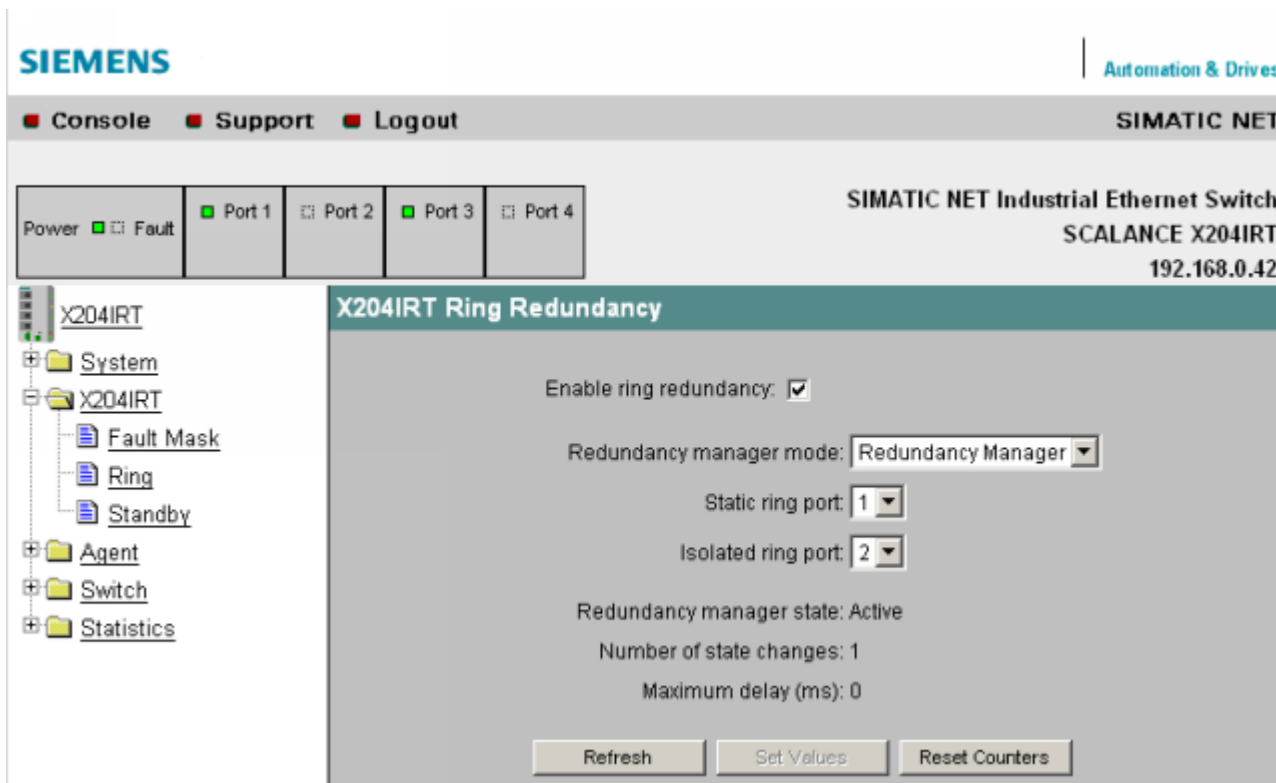 SIEMENS
Automation & Drives
Console Support Logout SIMATIC NET
Power Fault Port 1 Port 2 Port 3 Port 4
SIMATIC NET Industrial Ethernet Switch
SCALANCE X204IRT
192.168.0.42
X204IRT
System
X204IRT
Fault Mask
Ring
Standby
Agent
Switch
Statistics
X204IRT Ring Redundancy
Enable ring redundancy:
Redundancy manager mode: Redundancy Manager
Static ring port: 1
Isolated ring port: 2
Redundancy manager state: Active
Number of state changes: 1
Maximum delay (ms): 0
Refresh Set Values Reset Counters